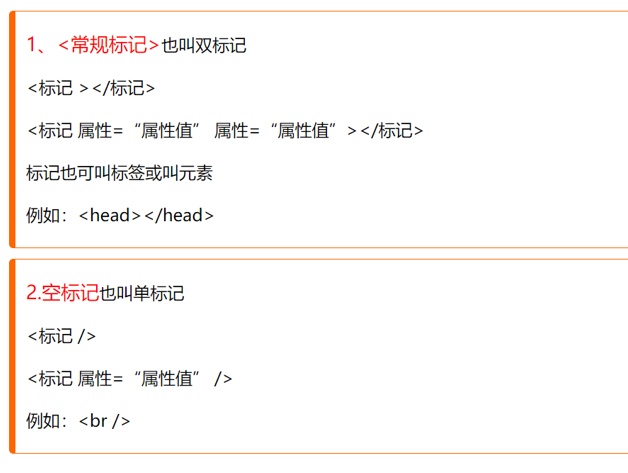 1、<常规标记>也叫双标记
<标记 ></标记>
<标记 属性=“属性值” 属性=“属性值”></标记>
标记也可叫标签或叫元素
例如：<head></head>
2.空标记也叫单标记
<标记 />
<标记 属性=“属性值” />
例如：<br />